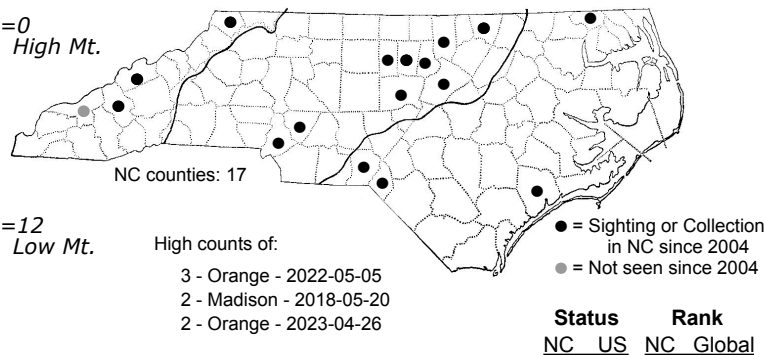 =0
High Mt.
NC counties: 17
=12
Low Mt.
High counts of:
3 - Orange - 2022-05-05
2 - Madison - 2018-05-20
2 - Orange - 2023-04-26
= Sighting or Collection
in NC since 2004
= Not seen since 2004
Status Rank
NC US NC Global